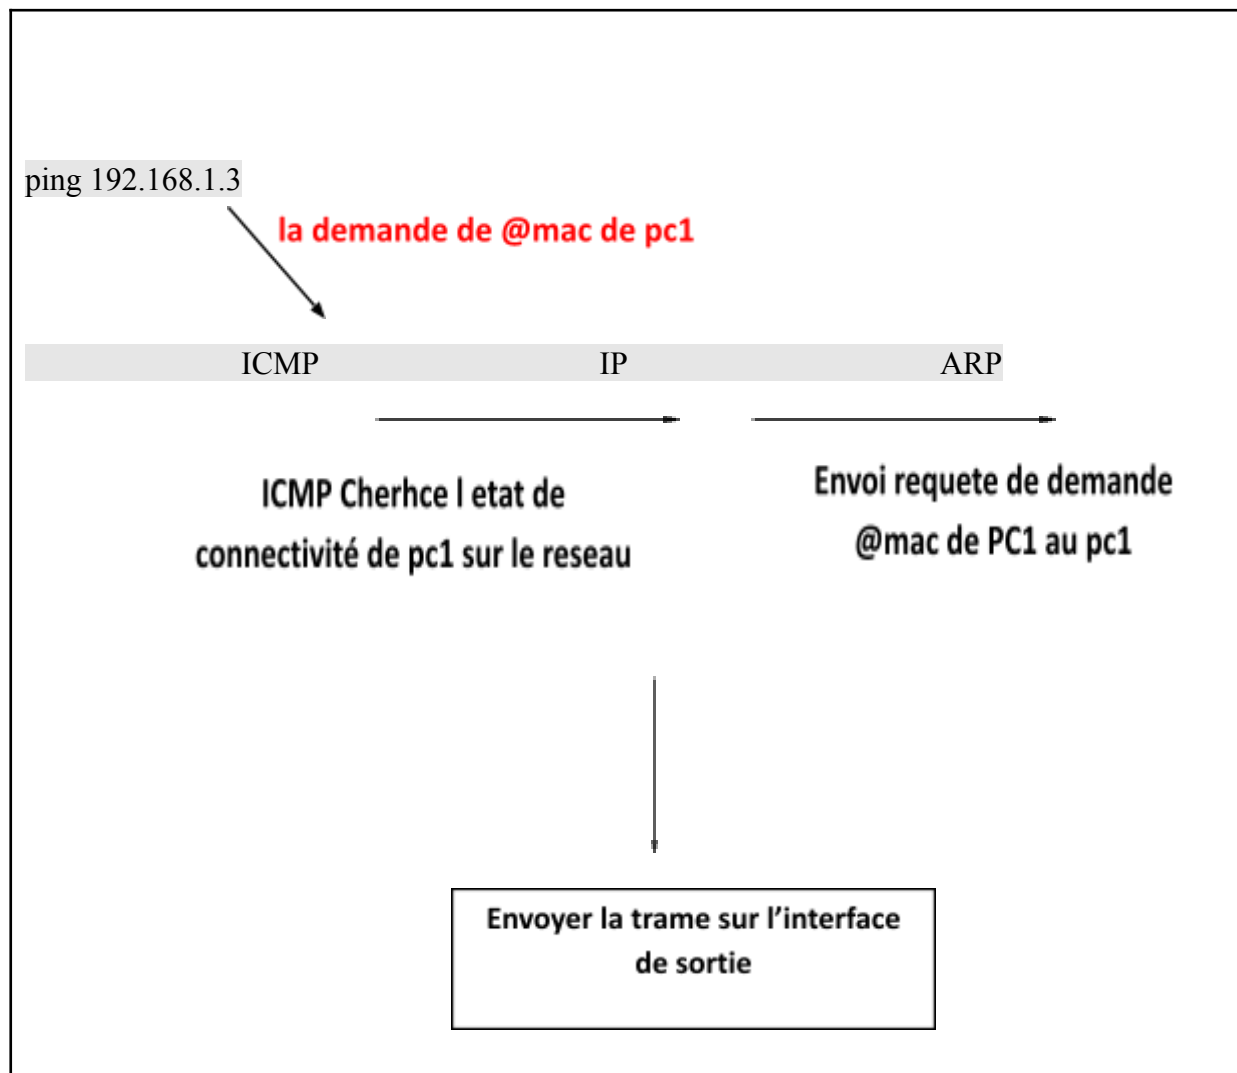 ping 192.168.1.3
la demande de @mac de pc1
ICMP IP ARP
ICMP Cherhce l etat de
connectivité de pc1 sur le reseau
Envoi requete de demande
@mac de PC1 au pc1
Envoyer la trame sur l’interface
de sortie